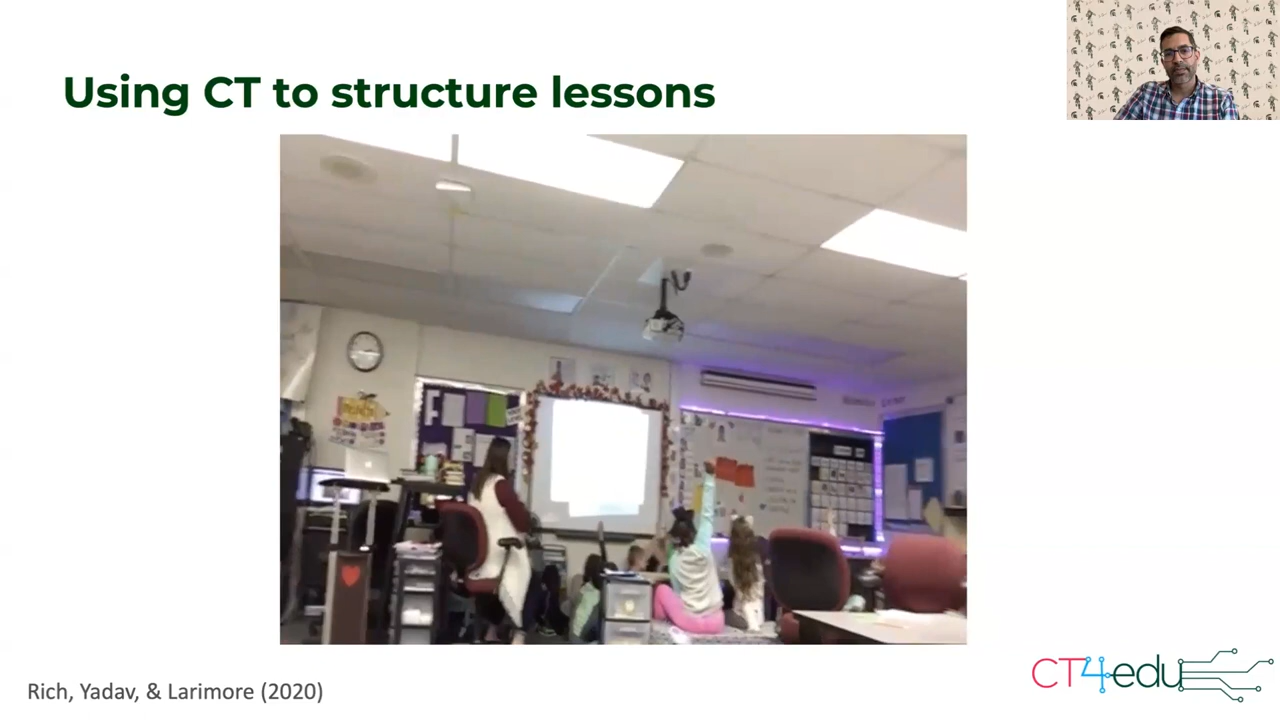 Using CT to structure lessons
Rich, Yadav, & Larimore (2020)
CT4edu